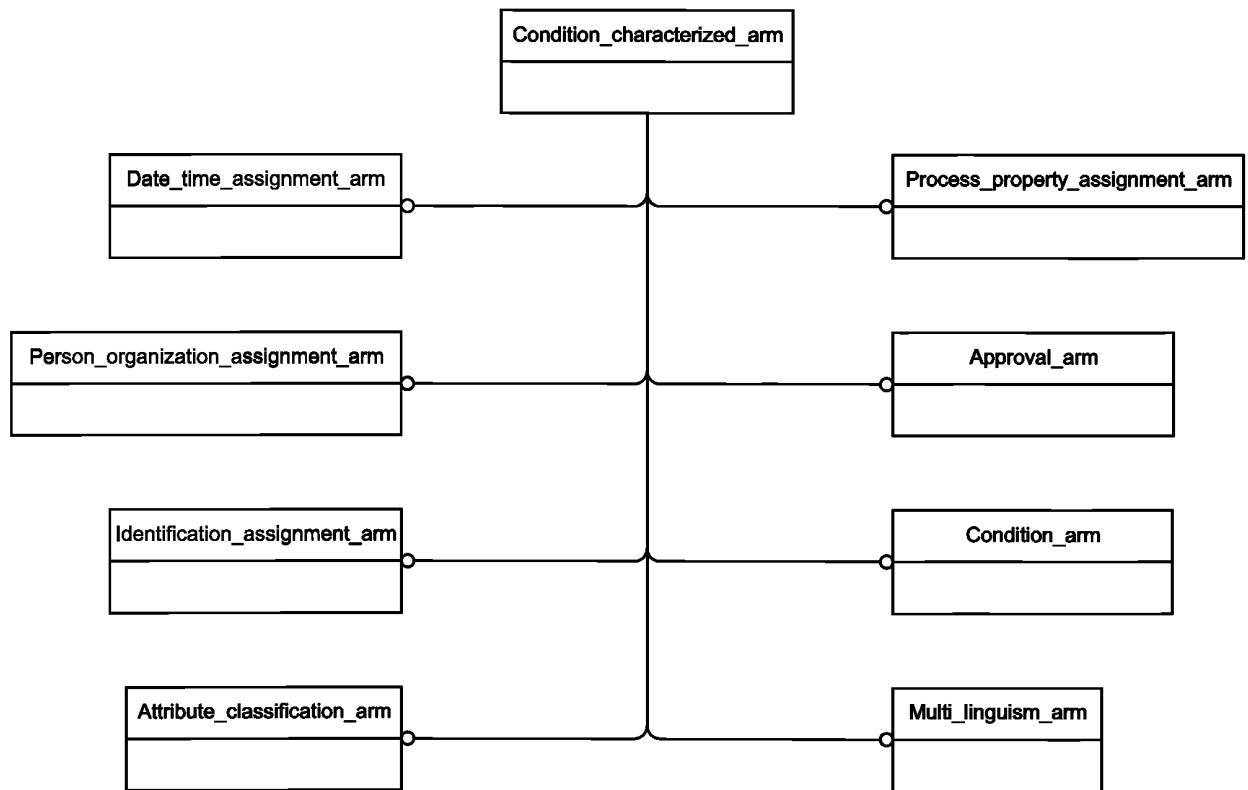 Condition_characterized_arm
Date_time_assignment_arm
Process_property_assignment_arm
Person_organization_assignment_arm
Approval_arm
Identification_assignment_arm
Condition_arm
Attribute_classification_arm
Multi_linguism_arm